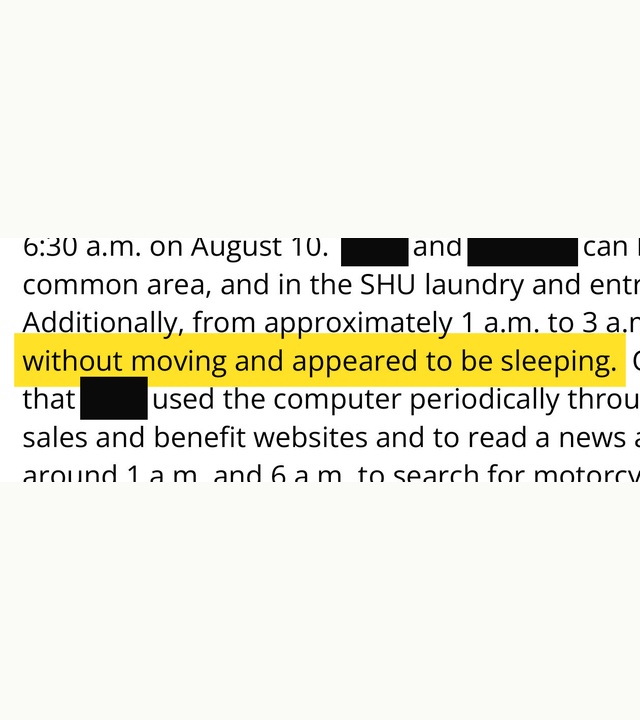 6:30 a.m. on August 10. and can
common area, and in the SHU laundry and entr
Additionally, from approximately 1 a.m. to 3 a.m
without moving and appeared to be sleeping.
that used the computer periodically throu
sales and benefit websites and to read a news a
around 1 a.m. and 6 a.m. to search for motorcy